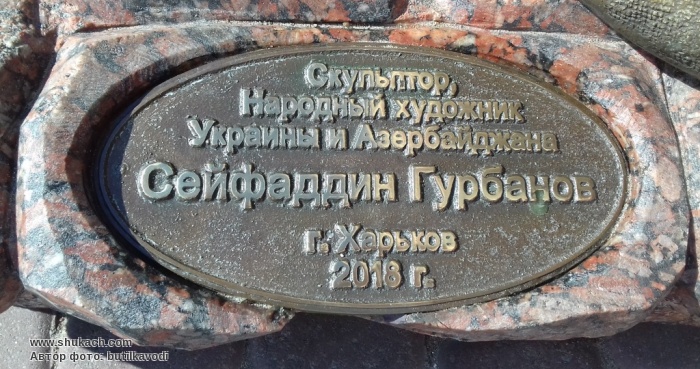 Скульптор,
Народный художник
Украины и Азербайджана
Сейфаддин Гурбанов
г. Харьков
2018 г.
www.shukach.com
Автор фото: butilkavodi